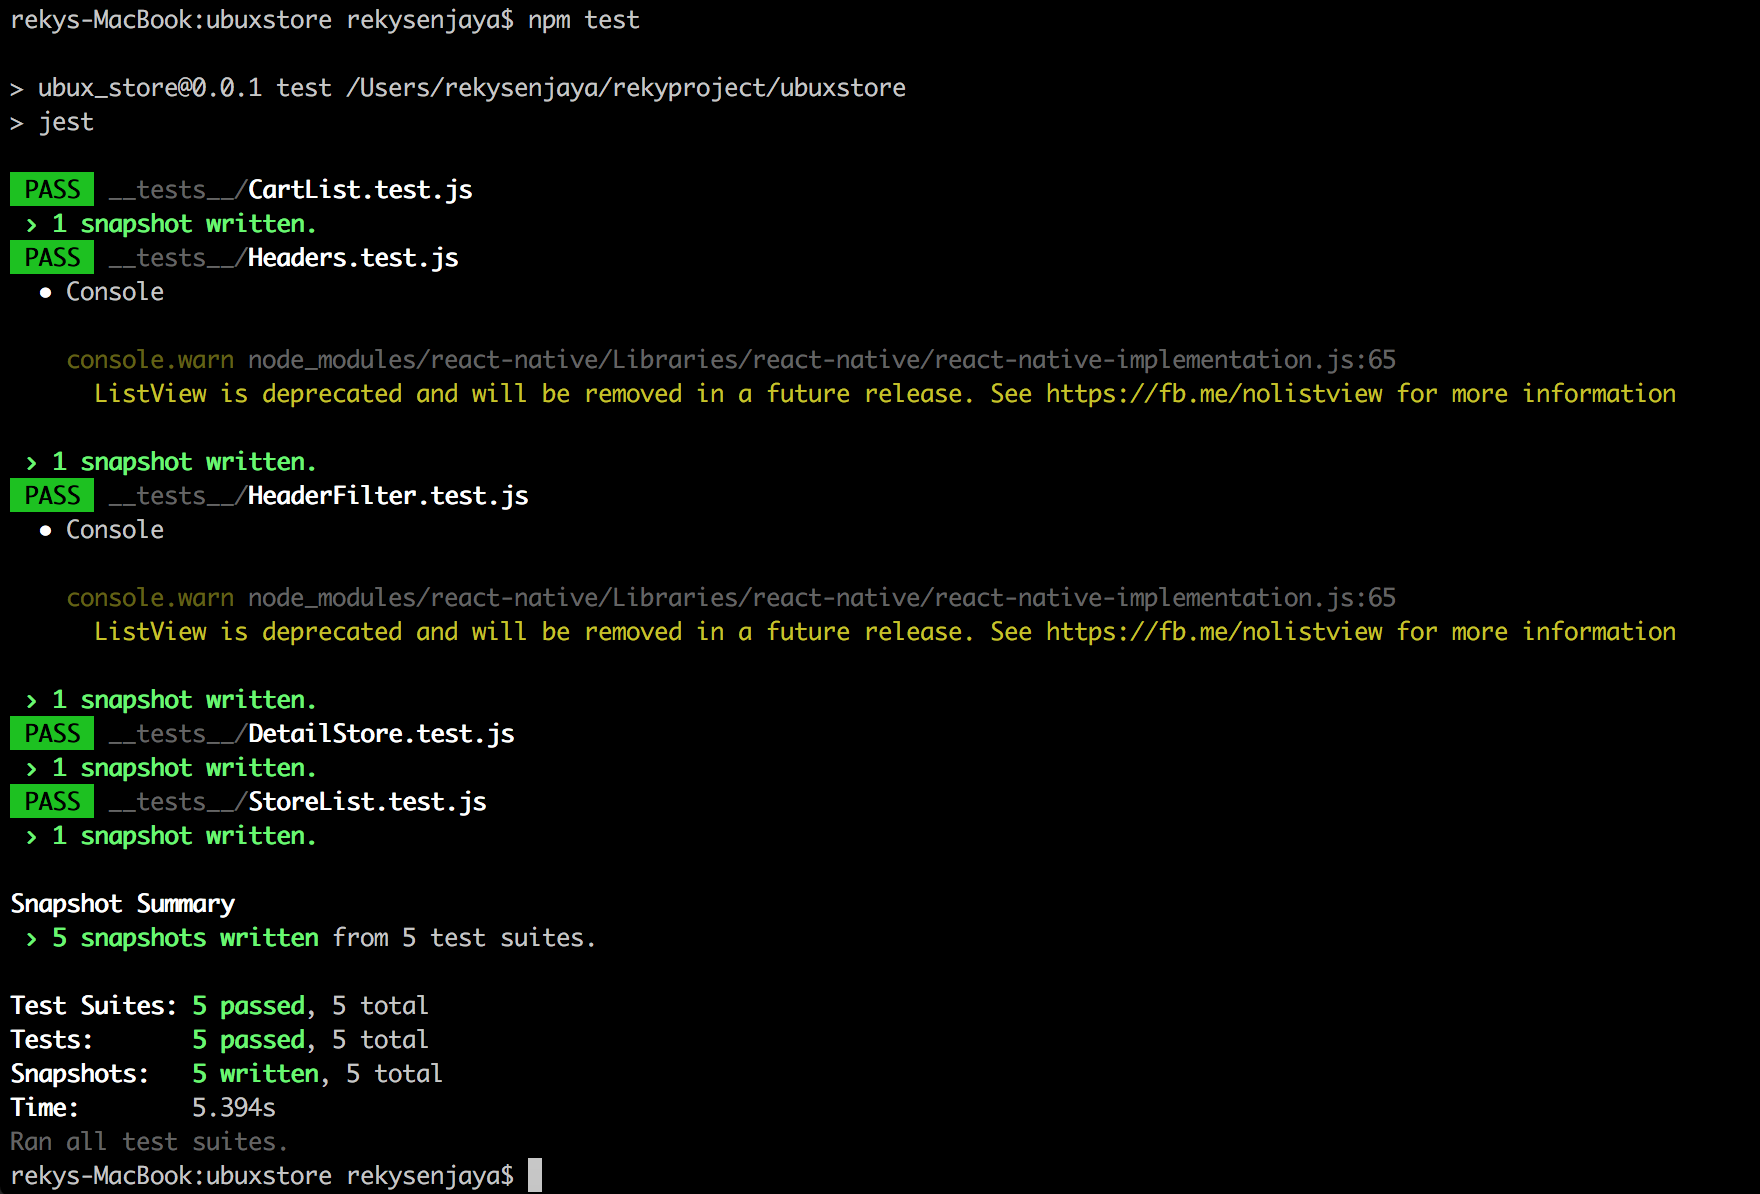 rekys-MacBook:ubuxstore rekysenjaya$ npm test
> ubux_store@0.0.1 test /Users/rekysenjaya/rekyproject/ubuxstore
> jest
PASS __tests__/CartList.test.js
› 1 snapshot written.
PASS __tests__/Headers.test.js
● Console
console.warn node_modules/react-native/Libraries/react-native/react-native-implementation.js:65
ListView is deprecated and will be removed in a future release. See https://fb.me/nolistview for more information
› 1 snapshot written.
PASS __tests__/HeaderFilter.test.js
● Console
console.warn node_modules/react-native/Libraries/react-native/react-native-implementation.js:65
ListView is deprecated and will be removed in a future release. See https://fb.me/nolistview for more information
› 1 snapshot written.
PASS __tests__/DetailStore.test.js
› 1 snapshot written.
PASS __tests__/StoreList.test.js
› 1 snapshot written.
Snapshot Summary
› 5 snapshots written from 5 test suites.
Test Suites: 5 passed, 5 total
Tests: 5 passed, 5 total
Snapshots: 5 written, 5 total
Time: 5.394s
Ran all test suites.
rekys-MacBook:ubuxstore rekysenjaya$